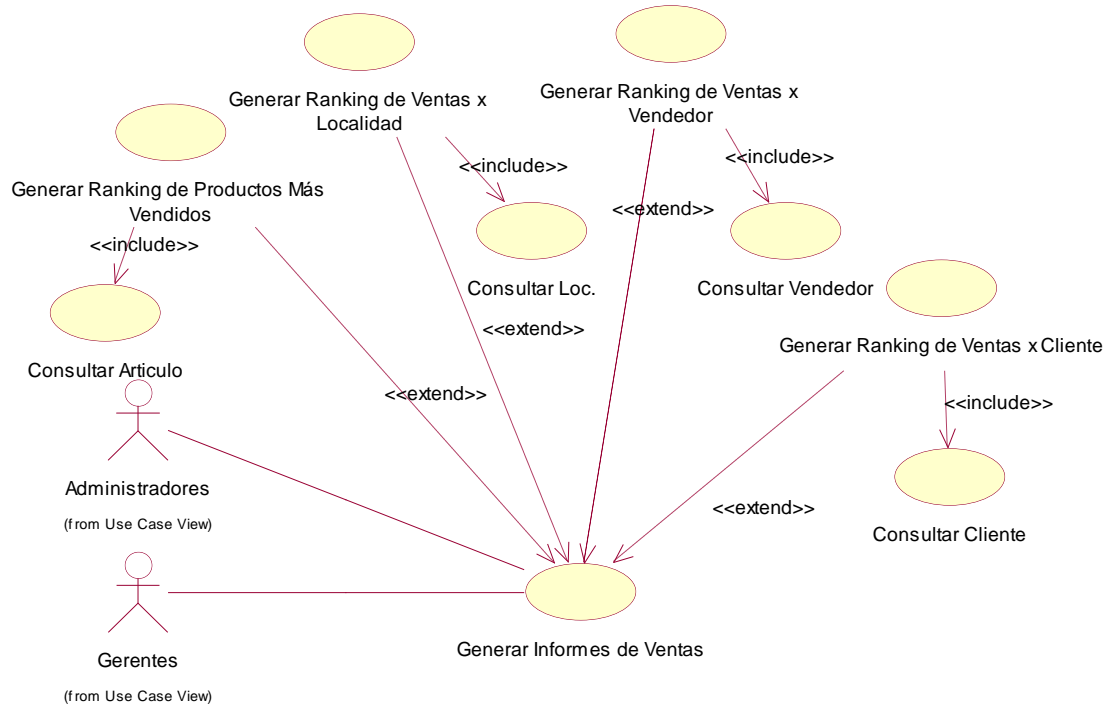 Generar Ranking de Ventas x
Localidad
Generar Ranking de Ventas x
Vendedor
<<include>>
<<include>>
Generar Ranking de Productos Más
Vendidos
<<extend>>
<<include>>
Consultar Loc.
Consultar Vendedor
<<extend>>
Generar Ranking de Ventas x Cliente
Consultar Articulo
<<extend>>
<<include>>
Administradores
(from Use Case View)
<<extend>>
Consultar Cliente
Generar Informes de Ventas
Gerentes
(from Use Case View)